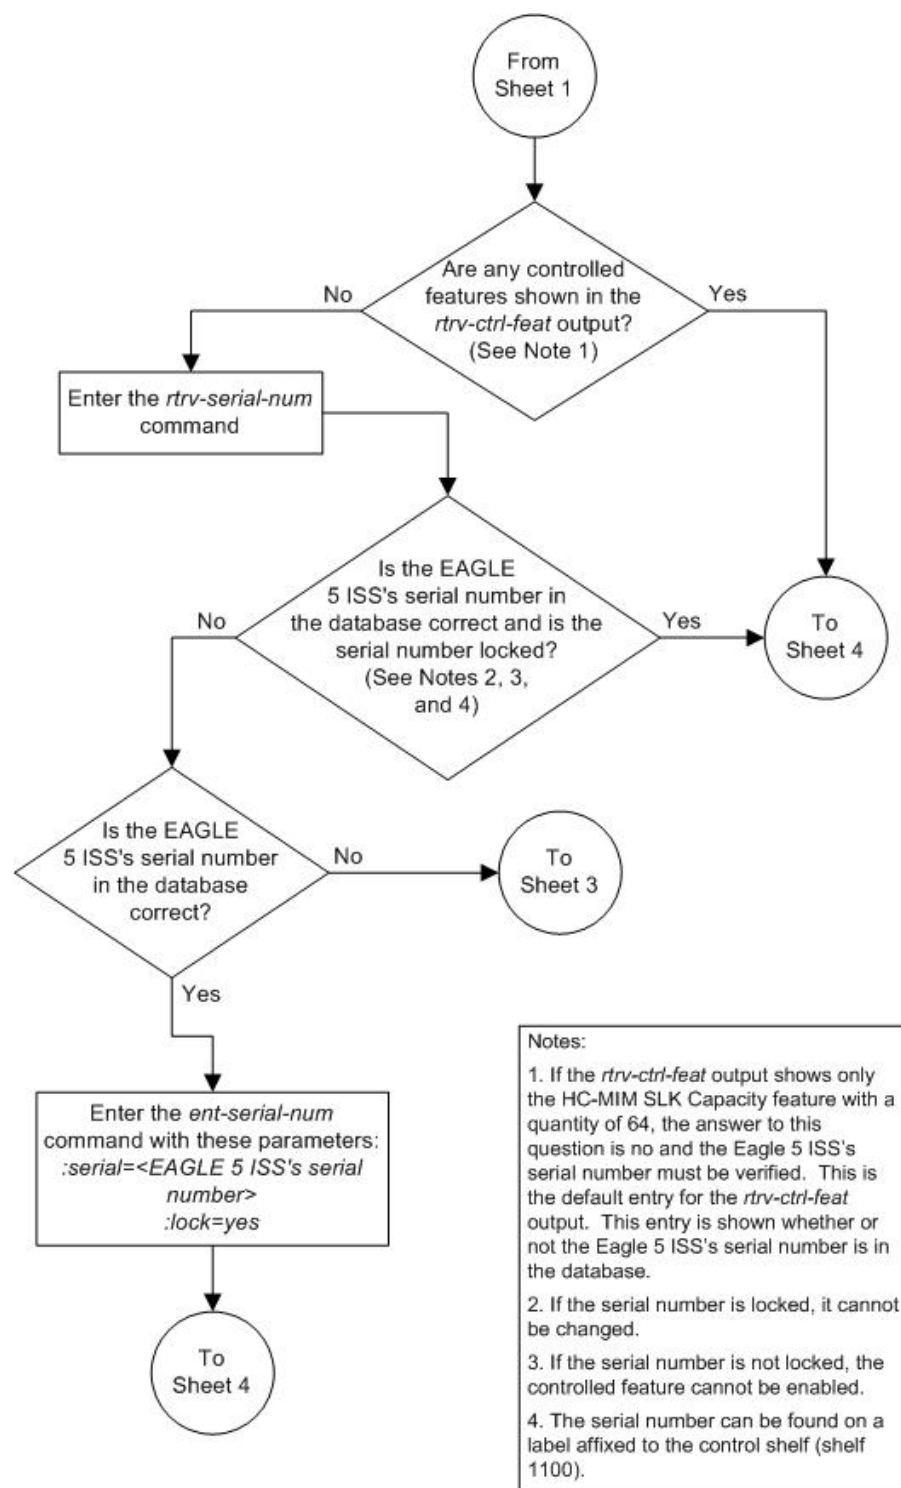 From
Sheet 1
Are any controlled
features shown in the
rtrv-ctrl-feat output?
(See Note 1)
No
Yes
Enter the rtrv-serial-num
command
Is the EAGLE
5 ISS's serial number in
the database correct and is the
serial number locked?
(See Notes 2, 3,
and 4)
No
Yes
To
Sheet 4
Is the EAGLE
5 ISS's serial number
in the database
correct?
No
To
Sheet 3
Yes
Enter the ent-serial-num
command with these parameters:
:serial=<EAGLE 5 ISS's serial
number>
:lock=yes
To
Sheet 4
Notes:
1. If the rtrv-ctrl-feat output shows only
the HC-MIM SLK Capacity feature with a
quantity of 64, the answer to this
question is no and the Eagle 5 ISS's
serial number must be verified. This is
the default entry for the rtrv-ctrl-feat
output. This entry is shown whether or
not the Eagle 5 ISS's serial number is in
the database.
2. If the serial number is locked, it cannot
be changed.
3. If the serial number is not locked, the
controlled feature cannot be enabled.
4. The serial number can be found on a
label affixed to the control shelf (shelf
1100).